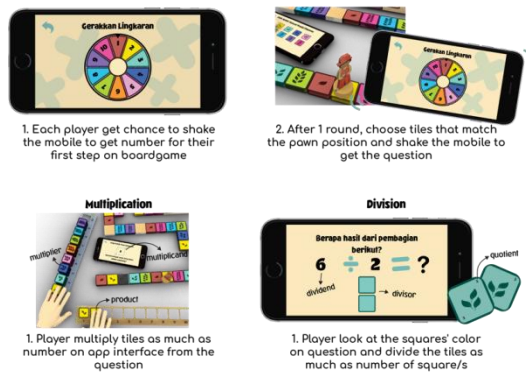 Gerakkan Lingkaran
Gerakan Lingkaran
1. Each player get chance to shake
the mobile to get number for their
first step on boardgame
2. After 1 round, choose tiles that match
the pawn position and shake the mobile to
get the question
Multiplication
multiplier
multiplicand
product
1. Player multiply tiles as much as
number on app interface from the
question
Division
Berapa hasil dari pembagian
berikut?
6 ÷ 2 = ?
quotient
dividend
divisor
1. Player look at the squares' color
on question and divide the tiles as
much as number of square/s